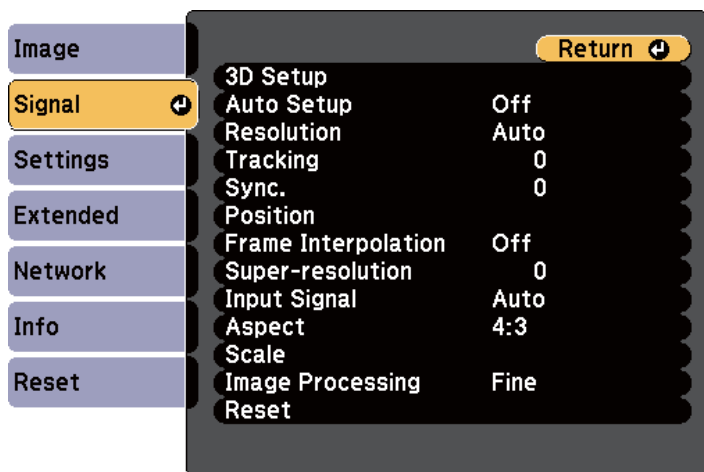 Image
Signal
Settings
Extended
Network
Info
Reset
Return
3D Setup
Auto Setup Off
Resolution Auto
Tracking 0
Sync. 0
Position
Frame Interpolation Off
Super-resolution 0
Input Signal Auto
Aspect 4:3
Scale
Image Processing Fine
Reset